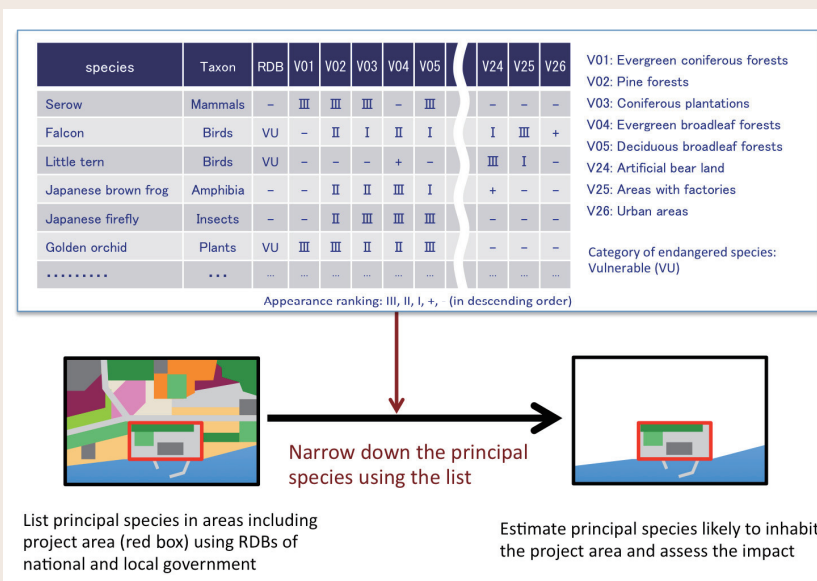 species Taxon RDB V01 V02 V03 V04 V05 V24 V25 V26
Serow Mammals – Ⅲ Ⅲ Ⅲ – Ⅲ – – –
Falcon Birds VU – Ⅱ Ⅰ Ⅱ Ⅰ Ⅰ Ⅲ +
Little tern Birds VU – – – + – Ⅲ Ⅰ –
Japanese brown frog Amphibia – – Ⅱ Ⅱ Ⅲ Ⅰ + – –
Japanese firefly Insects – – Ⅱ Ⅲ Ⅲ Ⅲ – – –
Golden orchid Plants VU Ⅲ Ⅲ Ⅱ Ⅱ Ⅲ – – –
········· ··· ... ... ... ... ... ... ... ... ...
Appearance ranking: III, II, I, +, - (in descending order)
V01: Evergreen coniferous forests
V02: Pine forests
V03: Coniferous plantations
V04: Evergreen broadleaf forests
V05: Deciduous broadleaf forests
V24: Artificial bear land
V25: Areas with factories
V26: Urban areas
Category of endangered species:
Vulnerable (VU)
Narrow down the principal
species using the list
List principal species in areas including
project area (red box) using RDBs of
national and local government
Estimate principal species likely to inhabit
the project area and assess the impact